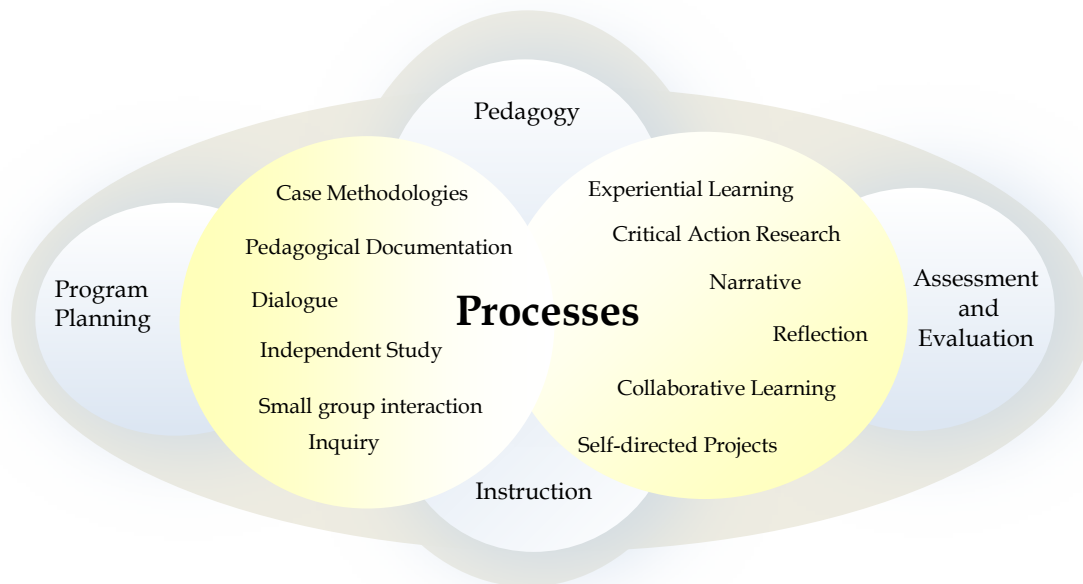 Pedagogy
Case Methodologies
Pedagogical Documentation
Dialogue
Independent Study
Small group interaction
Inquiry
Processes
Experiential Learning
Critical Action Research
Narrative
Reflection
Collaborative Learning
Self-directed Projects
Program
Planning
Assessment
and
Evaluation
Instruction